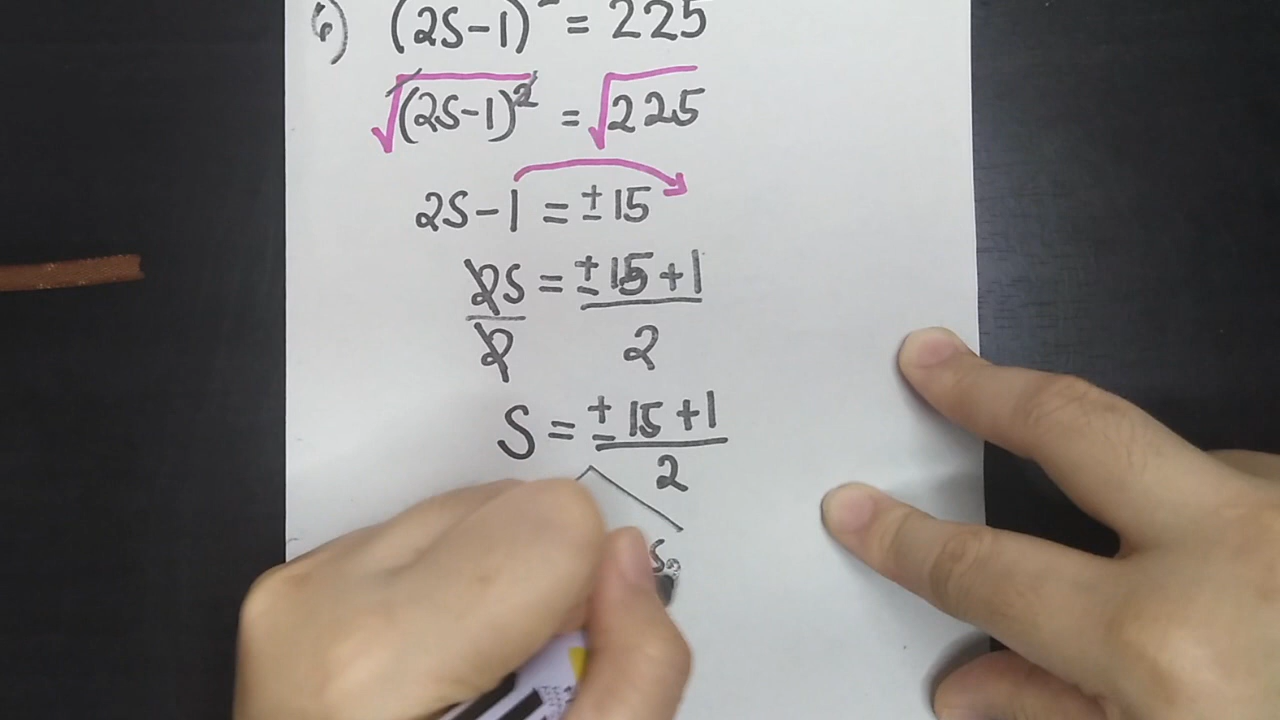 6) (2s-1)² = 225
√(2s-1)² = √225
2s-1 = ±15
2s/2 = ±15+1/2
s = ±15+1/2
s